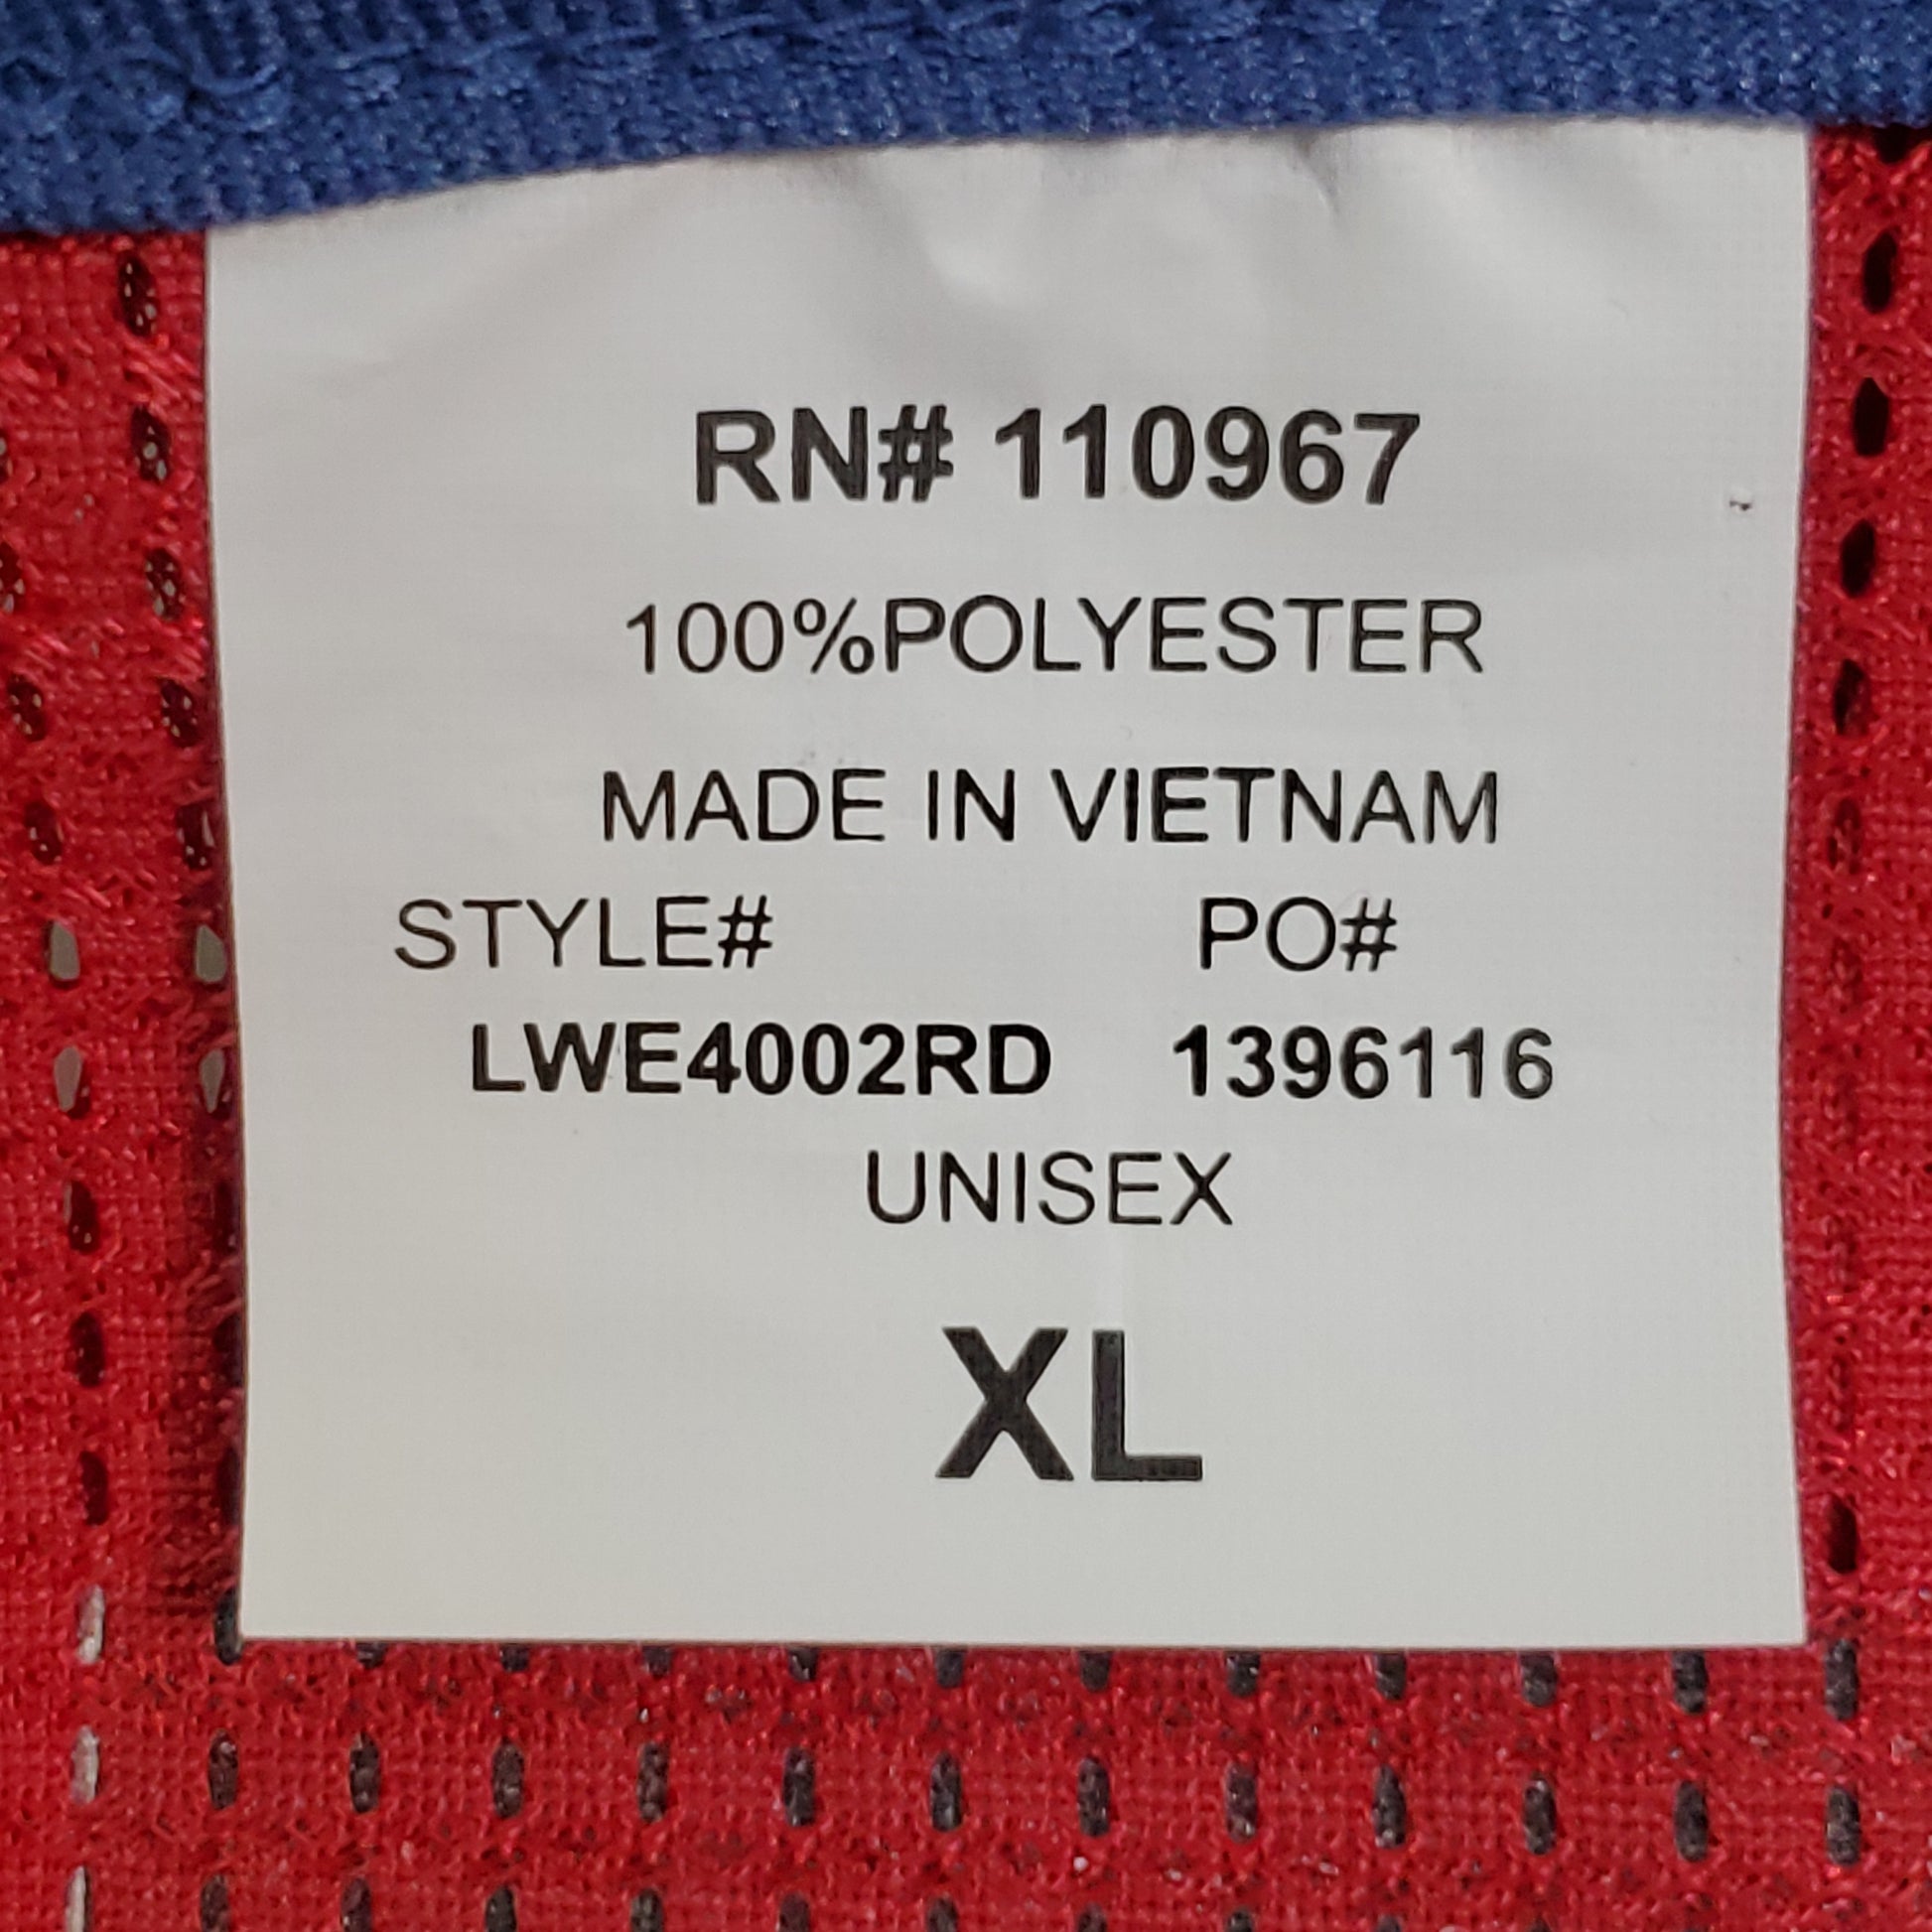 RN# 110967
100%POLYESTER
MADE IN VIETNAM
STYLE# PO#
LWE4002RD 1396116
UNISEX
XL